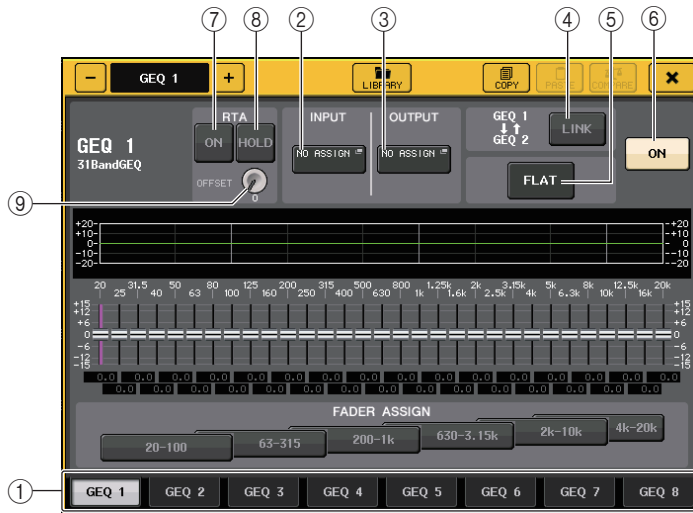 ⑦ ⑧ ② ③ ④ ⑤ ⑥
− GEQ 1 + LIBRARY COPY PASTE COMPARE ×
GEQ 1
31BandGEQ
RTA
ON HOLD
OFFSET
0
INPUT
NO ASSIGN
OUTPUT
NO ASSIGN
GEQ 1
↓↑
GEQ 2
LINK
FLAT
ON
⑨
+20 +20
+10 +10
0 0
−10 −10
−20 −20
20 31.5 50 80 125 200 315 500 800 1.25k 2k 3.15k 5k 8k 12.5k 20k
25 40 63 100 160 250 400 630 1k 1.6k 2.5k 4k 6.3k 10k 16k
+15 +15
+12 +12
+6 +6
0 0
−6 −6
−12 −12
−15 −15
0.0 0.0 0.0 0.0 0.0 0.0 0.0 0.0 0.0 0.0 0.0 0.0 0.0 0.0 0.0 0.0
0.0 0.0 0.0 0.0 0.0 0.0 0.0 0.0 0.0 0.0 0.0 0.0 0.0 0.0 0.0
FADER ASSIGN
20−100 63−315 200−1k 630−3.15k 2k−10k 4k−20k
① GEQ 1 GEQ 2 GEQ 3 GEQ 4 GEQ 5 GEQ 6 GEQ 7 GEQ 8